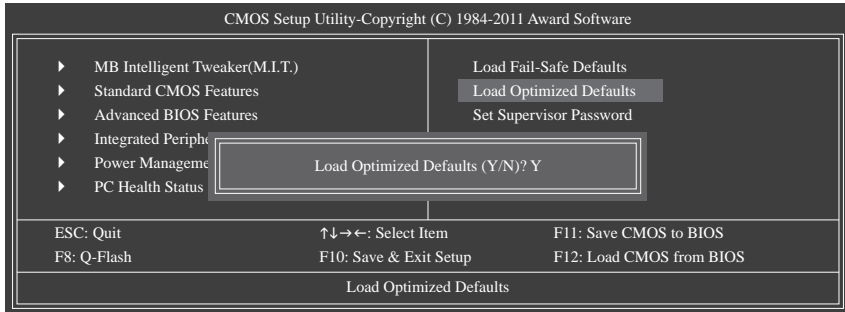 CMOS Setup Utility-Copyright (C) 1984-2011 Award Software
MB Intelligent Tweaker(M.I.T.)
Standard CMOS Features
Advanced BIOS Features
Integrated Periphe
Power Manageme
PC Health Status
Load Fail-Safe Defaults
Load Optimized Defaults
Set Supervisor Password
Load Optimized Defaults (Y/N)? Y
ESC: Quit ↑↓→←: Select Item F11: Save CMOS to BIOS
F8: Q-Flash F10: Save & Exit Setup F12: Load CMOS from BIOS
Load Optimized Defaults